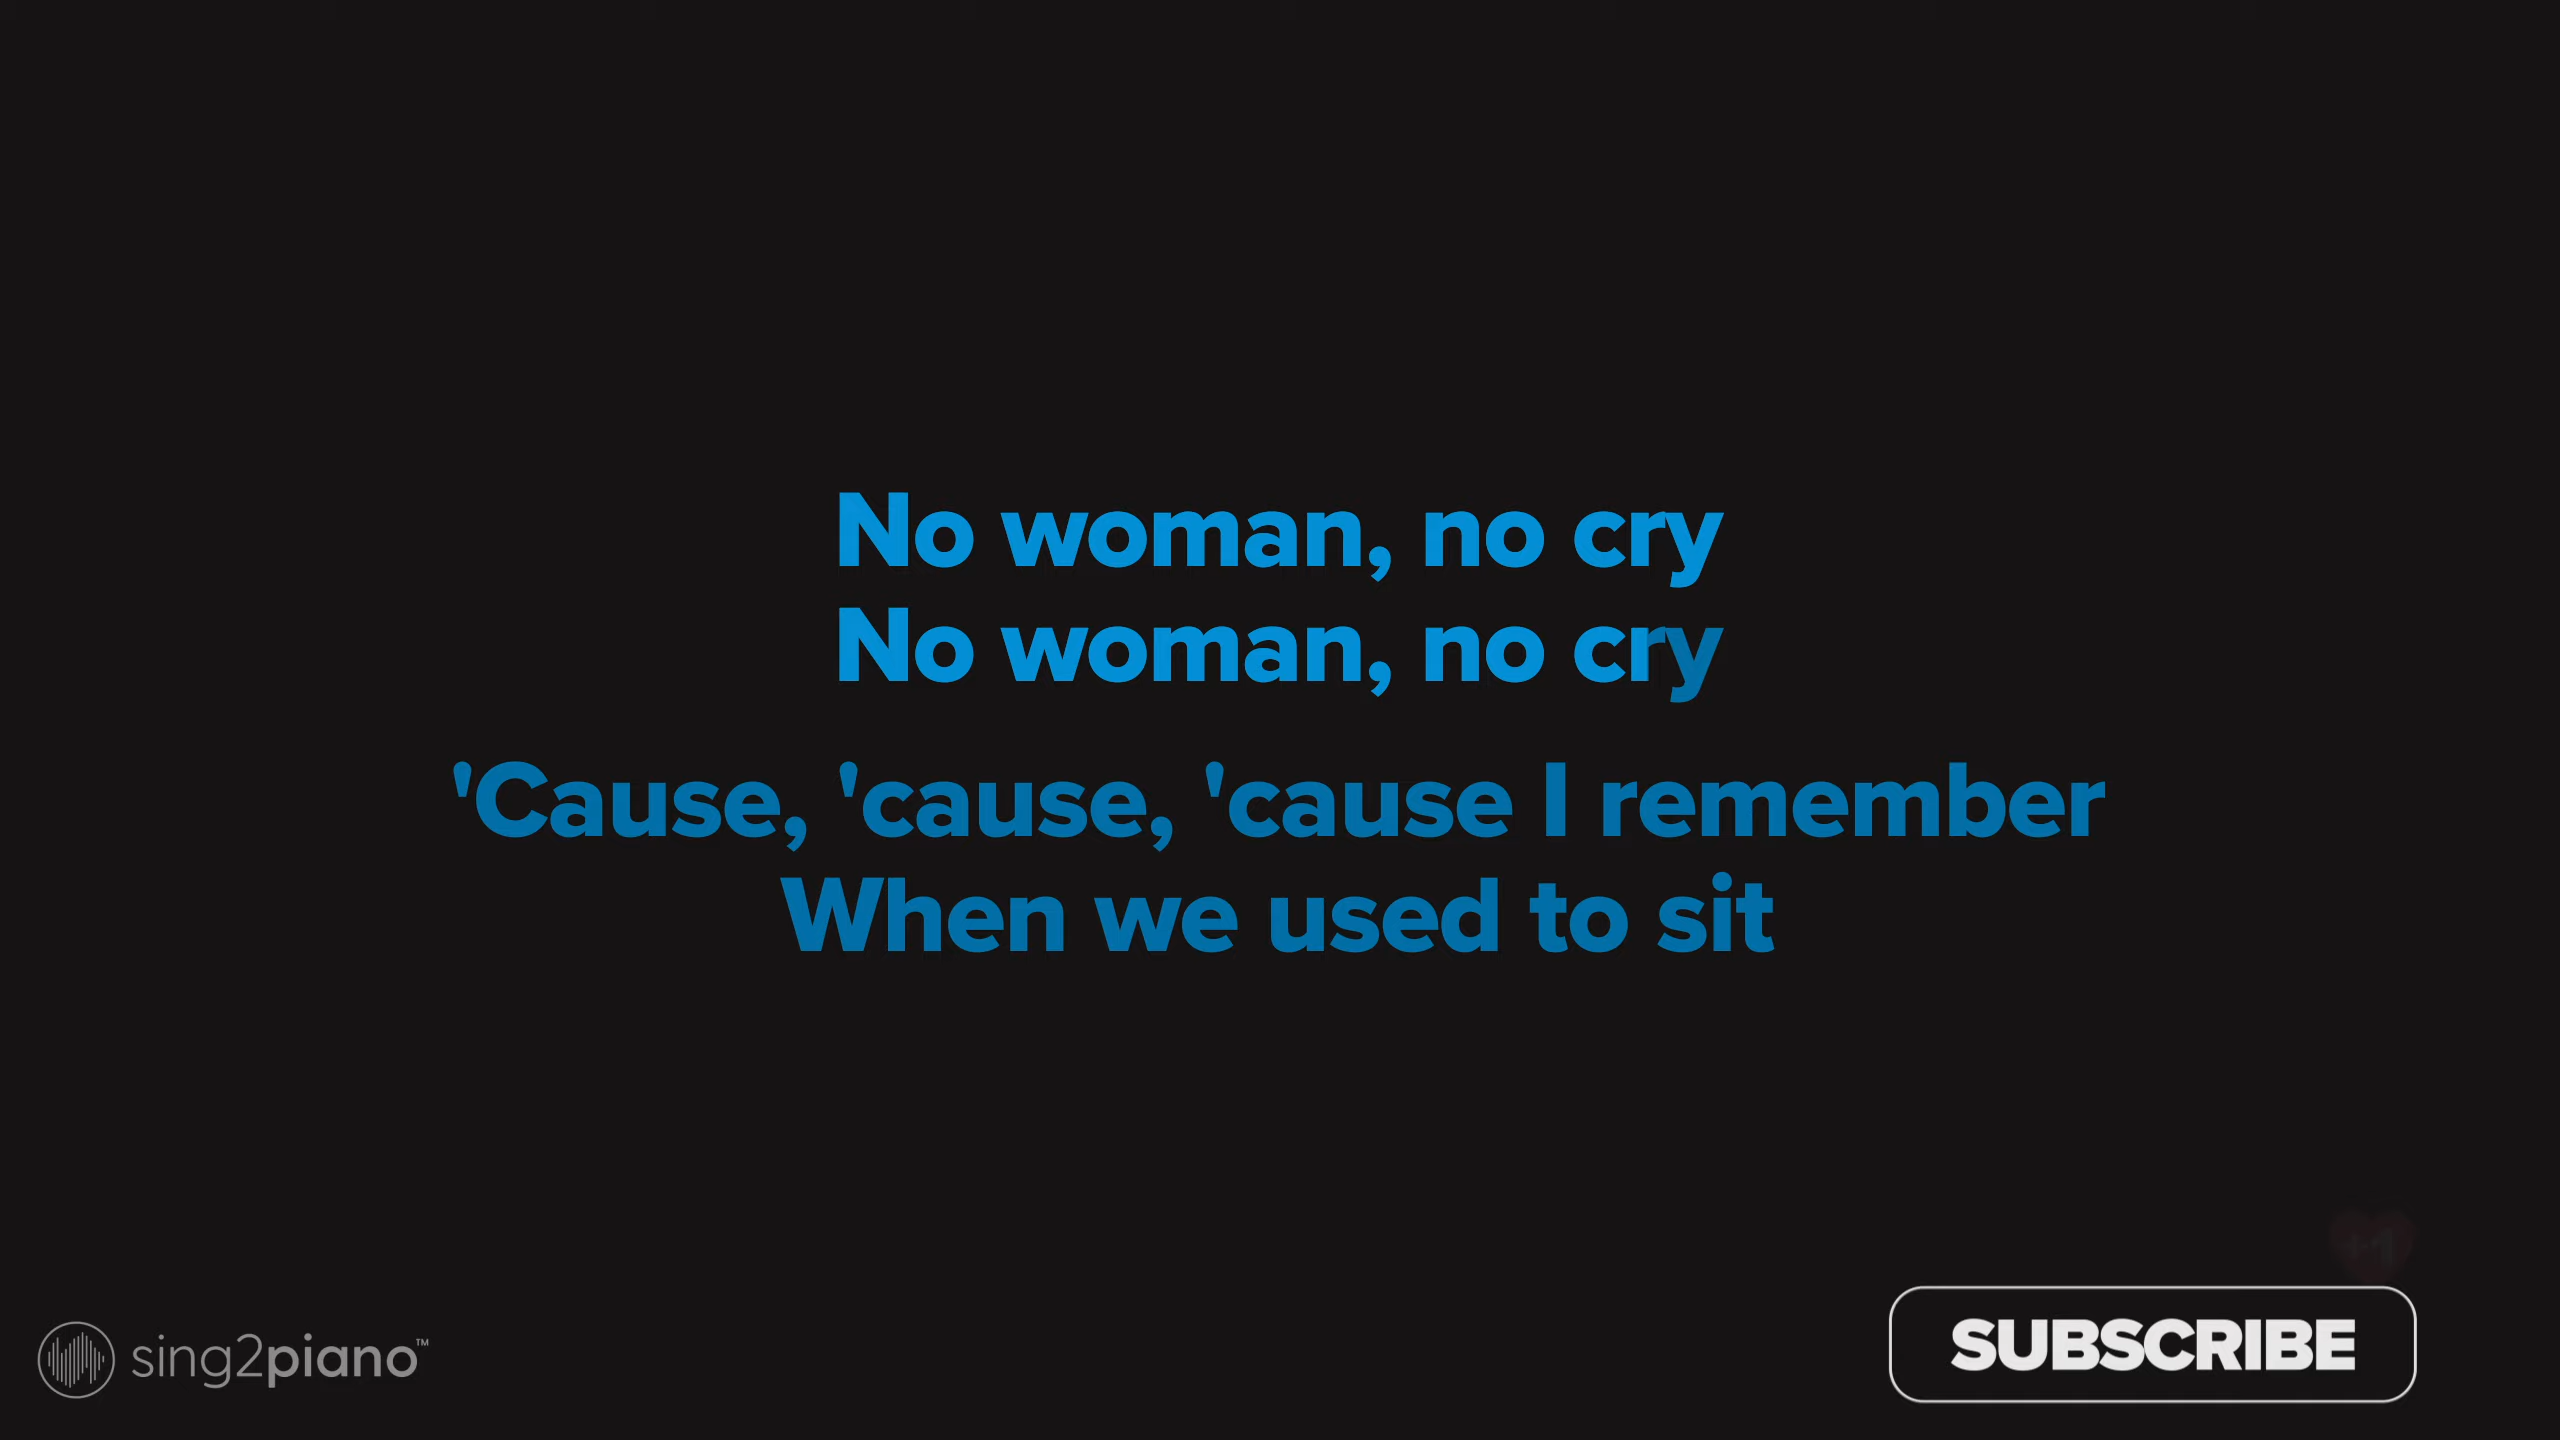 No woman, no cry
No woman, no cry
'Cause, 'cause, 'cause I remember
When we used to sit
+1
SUBSCRIBE
sing2piano™